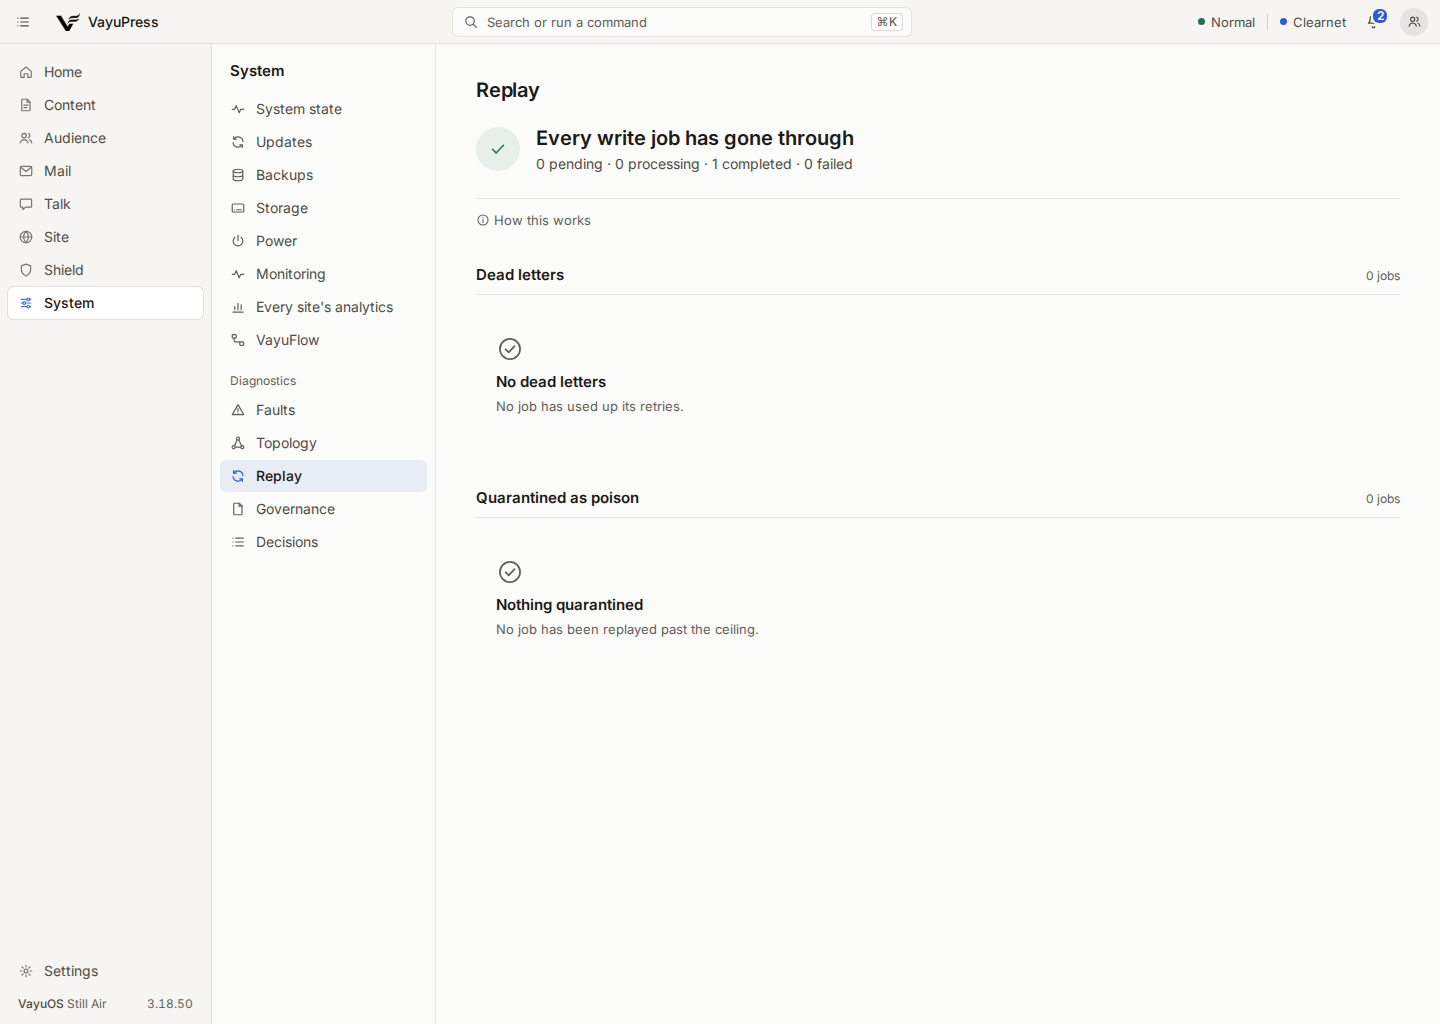 VayuPress
Search or run a command
⌘K
Normal
Clearnet
2
Home
Content
Audience
Mail
Talk
Site
Shield
System
Settings
VayuOS Still Air
3.18.50
System
System state
Updates
Backups
Storage
Power
Monitoring
Every site's analytics
VayuFlow
Diagnostics
Faults
Topology
Replay
Governance
Decisions
Replay
Every write job has gone through
0 pending · 0 processing · 1 completed · 0 failed
How this works
Dead letters
0 jobs
No dead letters
No job has used up its retries.
Quarantined as poison
0 jobs
Nothing quarantined
No job has been replayed past the ceiling.